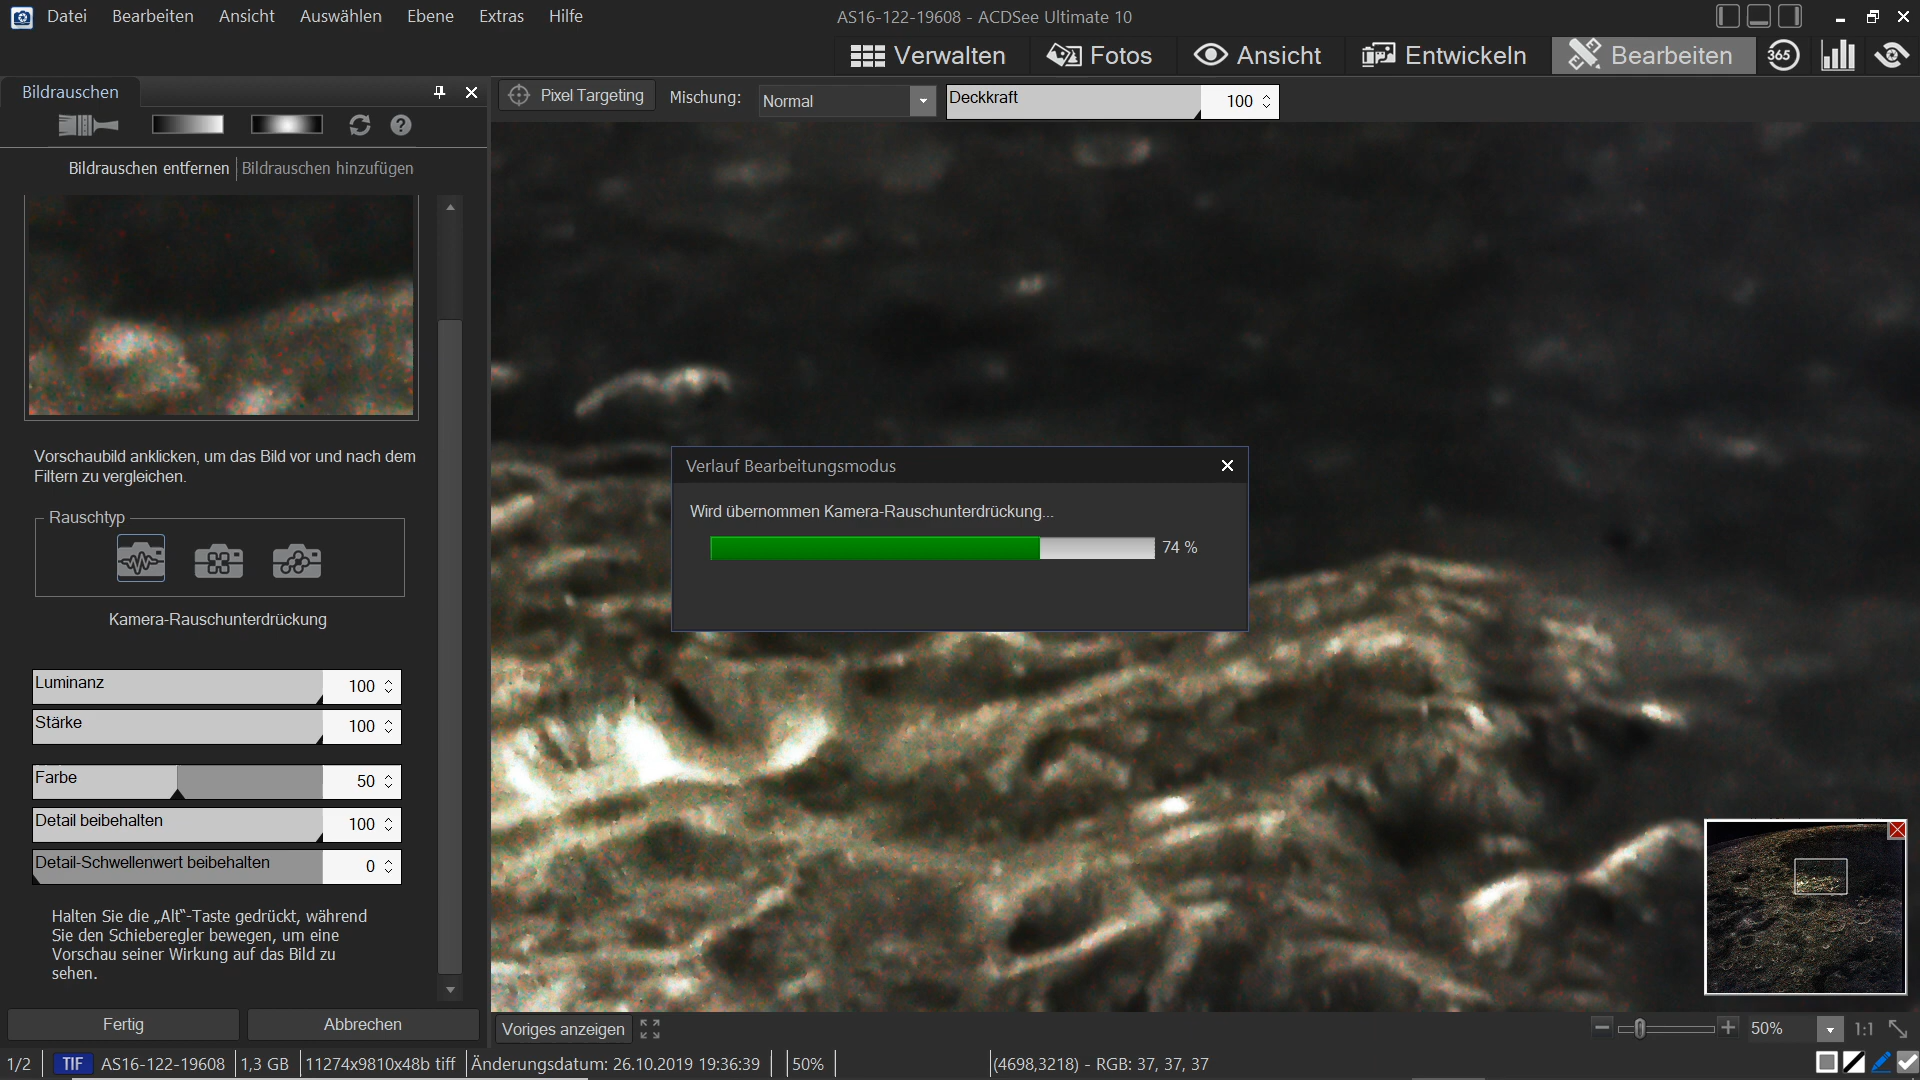 Datei Bearbeiten Ansicht Auswählen Ebene Extras Hilfe
AS16-122-19608 - ACDSee Ultimate 10
Verwalten Fotos Ansicht Entwickeln Bearbeiten 365
Bildrauschen
Pixel Targeting Mischung: Normal Deckkraft 100
Bildrauschen entfernen Bildrauschen hinzufügen
Vorschaubild anklicken, um das Bild vor und nach dem
Filtern zu vergleichen.
Rauschtyp
Kamera-Rauschunterdrückung
Luminanz 100
Stärke 100
Farbe 50
Detail beibehalten 100
Detail-Schwellenwert beibehalten 0
Halten Sie die „Alt“-Taste gedrückt, während
Sie den Schieberegler bewegen, um eine
Vorschau seiner Wirkung auf das Bild zu
sehen.
Fertig Abbrechen
Verlauf Bearbeitungsmodus
Wird übernommen Kamera-Rauschunterdrückung...
74 %
Voriges anzeigen 50% 1:1
1/2 TIF AS16-122-19608 1,3 GB 11274x9810x48b tiff Änderungsdatum: 26.10.2019 19:36:39 50% (4698,3218) - RGB: 37, 37, 37